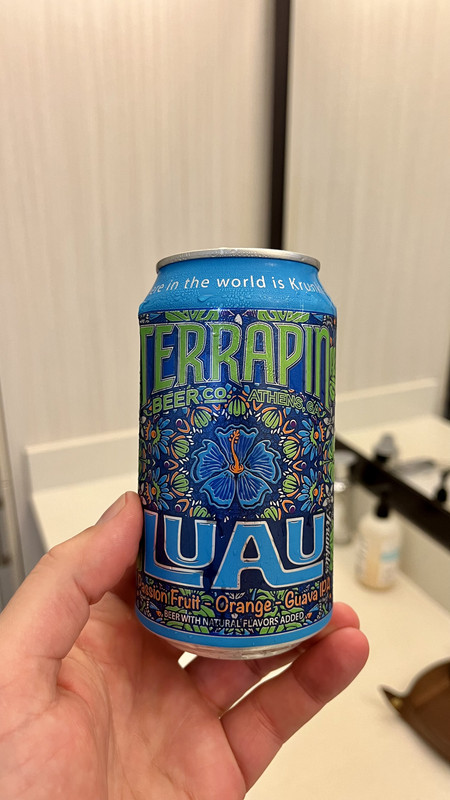 in the world is
TERRAPIN
BEER CO. ATHENS, GA
LUAU
Passion Fruit - Orange - Guava IPA
BEER WITH NATURAL FLAVORS ADDED